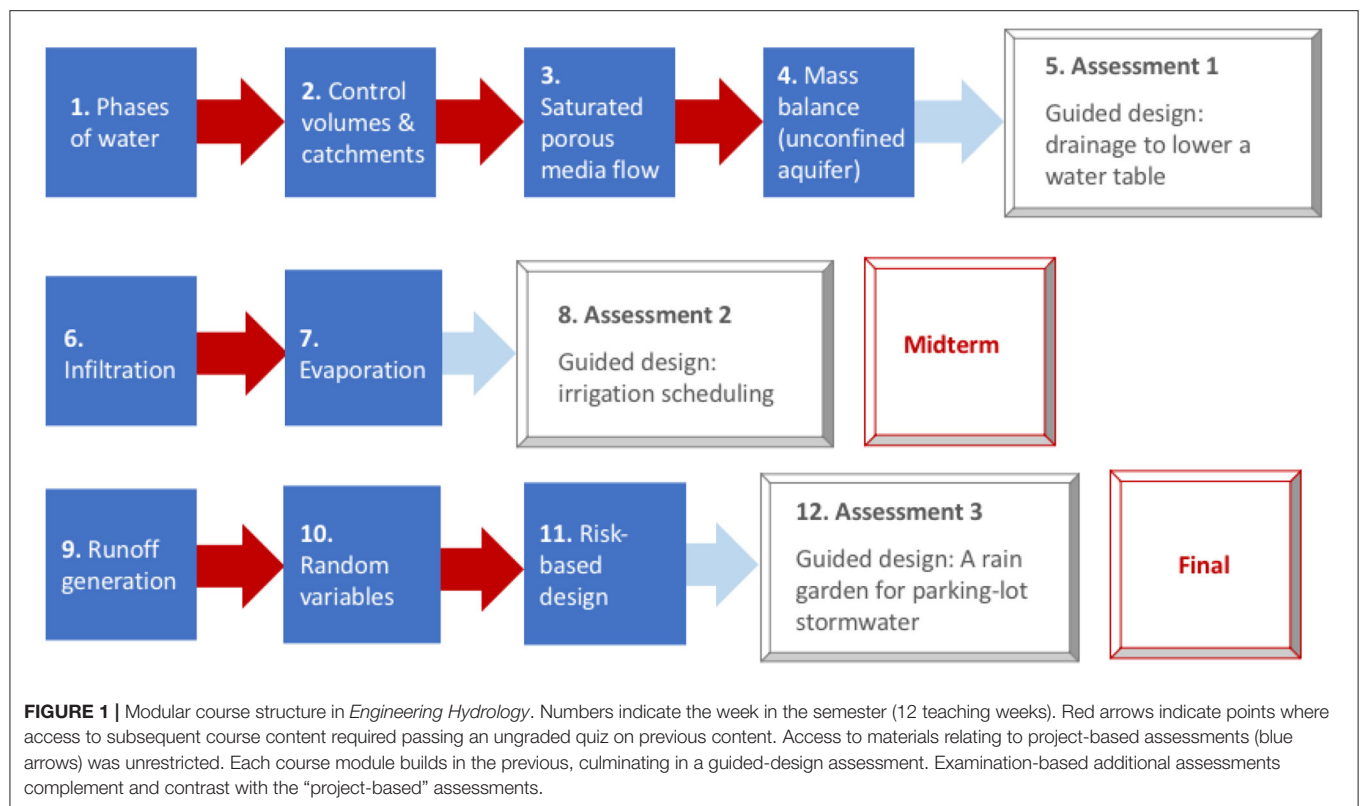 1. Phases
of water
2. Control
volumes &
catchments
3.
Saturated
porous
media flow
4. Mass
balance
(unconfined
aquifer)
5. Assessment 1
Guided design:
drainage to lower a
water table
6.
Infiltration
7.
Evaporation
8. Assessment 2
Guided design:
irrigation scheduling
Midterm
9. Runoff
generation
10.
Random
variables
11. Risk-
based
design
12. Assessment 3
Guided design: A rain
garden for parking-lot
stormwater
Final
FIGURE 1 | Modular course structure in Engineering Hydrology. Numbers indicate the week in the semester (12 teaching weeks). Red arrows indicate points where
access to subsequent course content required passing an ungraded quiz on previous content. Access to materials relating to project-based assessments (blue
arrows) was unrestricted. Each course module builds in the previous, culminating in a guided-design assessment. Examination-based additional assessments
complement and contrast with the “project-based” assessments.